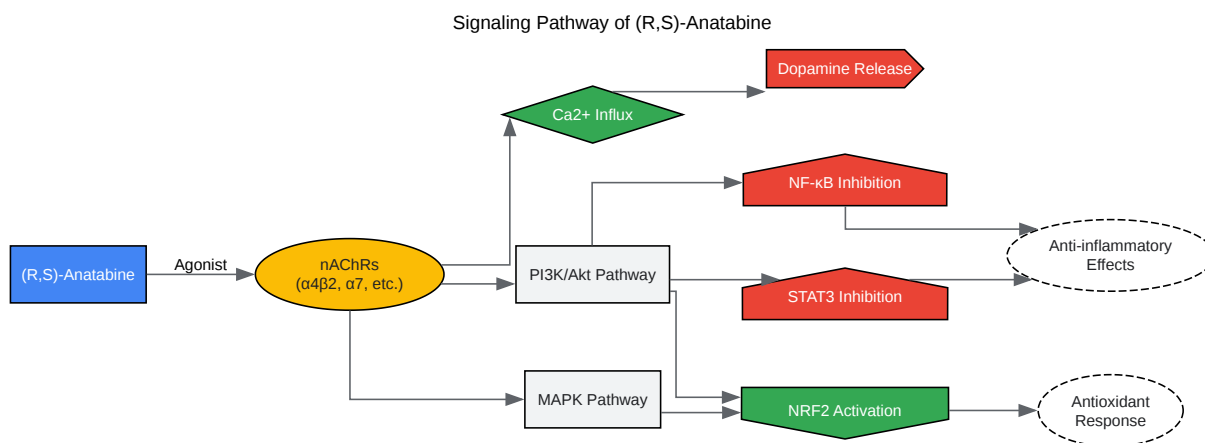 Signaling Pathway of (R,S)-Anatabine
Dopamine Release
Ca2+ Influx
NF-κB Inhibition
(R,S)-Anatabine
Agonist
nAChRs
(α4β2, α7, etc.)
PI3K/Akt Pathway
Anti-inflammatory
Effects
STAT3 Inhibition
MAPK Pathway
NRF2 Activation
Antioxidant
Response